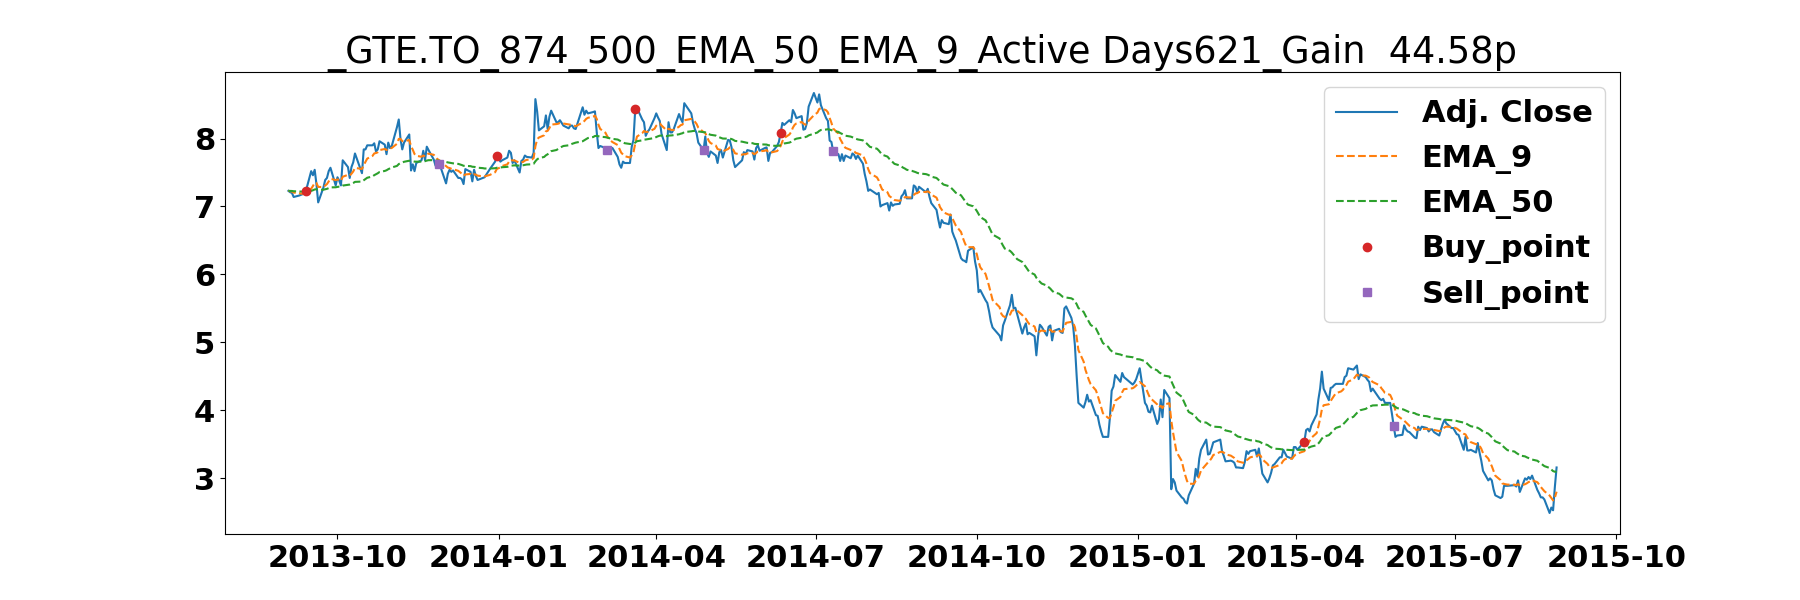 _GTE.TO_874_500_EMA_50_EMA_9_Active Days621_Gain  44.58p
Adj. Close
EMA_9
EMA_50
Buy_point
Sell_point
8
7
6
5
4
3
2013-10 2014-01 2014-04 2014-07 2014-10 2015-01 2015-04 2015-07 2015-10